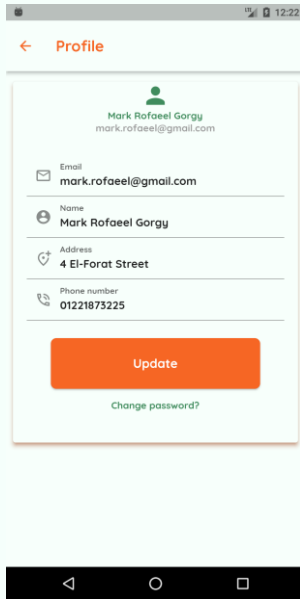 12:22
Profile
Mark Rofaeel Gorgy
mark.rofaeel@gmail.com
Email
mark.rofaeel@gmail.com
Name
Mark Rofaeel Gorgy
Address
4 El-Forat Street
Phone number
01221873225
Update
Change password?